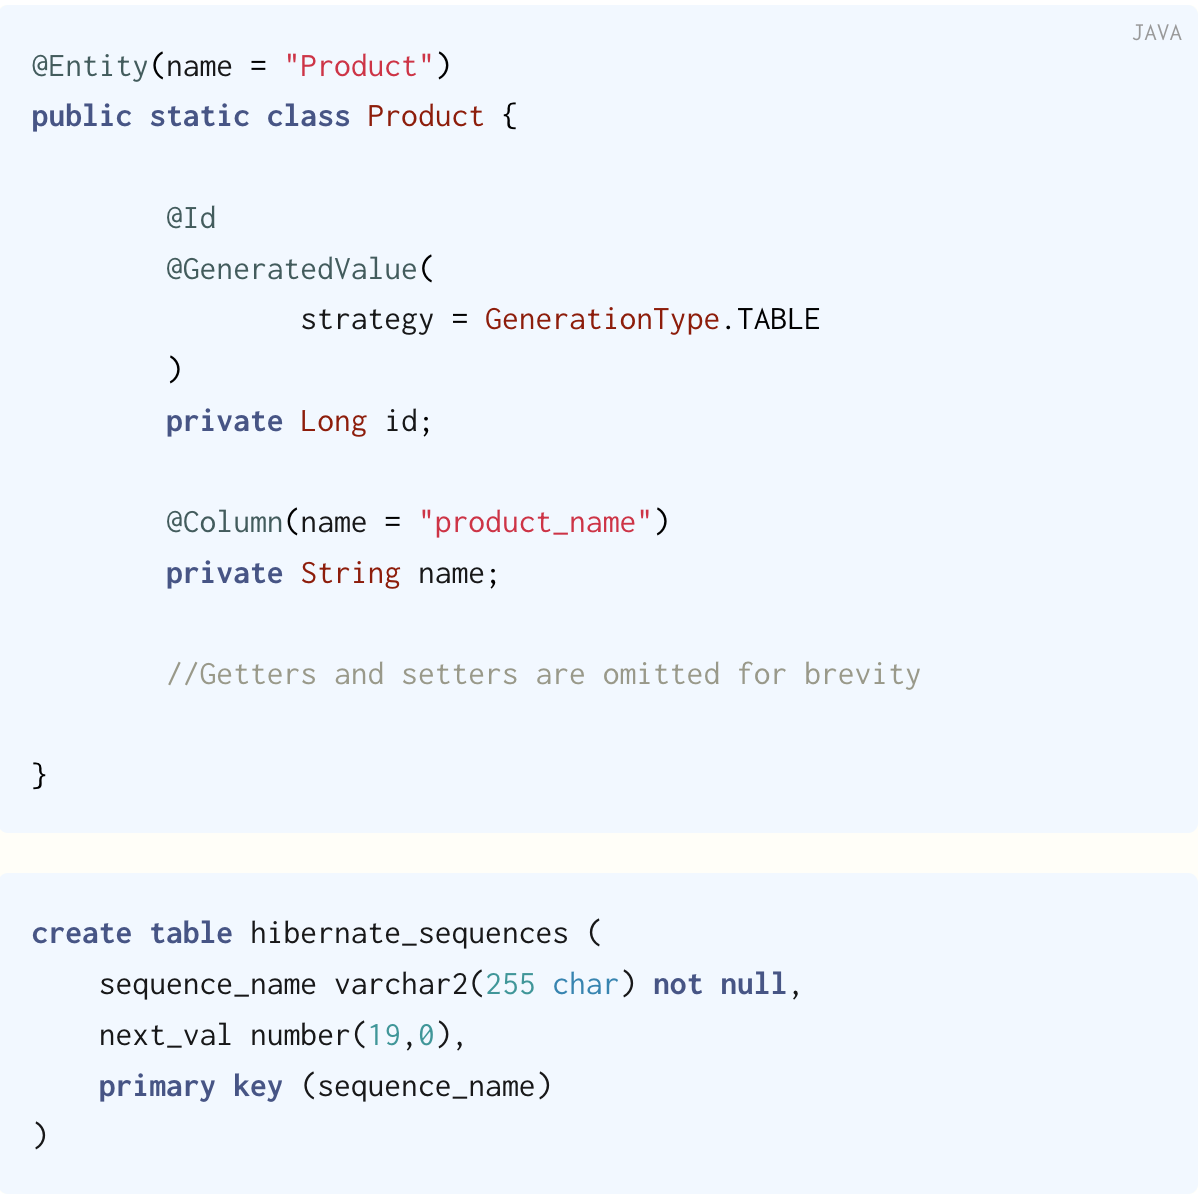 JAVA
@Entity(name = "Product")
public static class Product {
@Id
@GeneratedValue(
strategy = GenerationType.TABLE
)
private Long id;
@Column(name = "product_name")
private String name;
//Getters and setters are omitted for brevity
}
create table hibernate_sequences (
sequence_name varchar2(255 char) not null,
next_val number(19,0),
primary key (sequence_name)
)